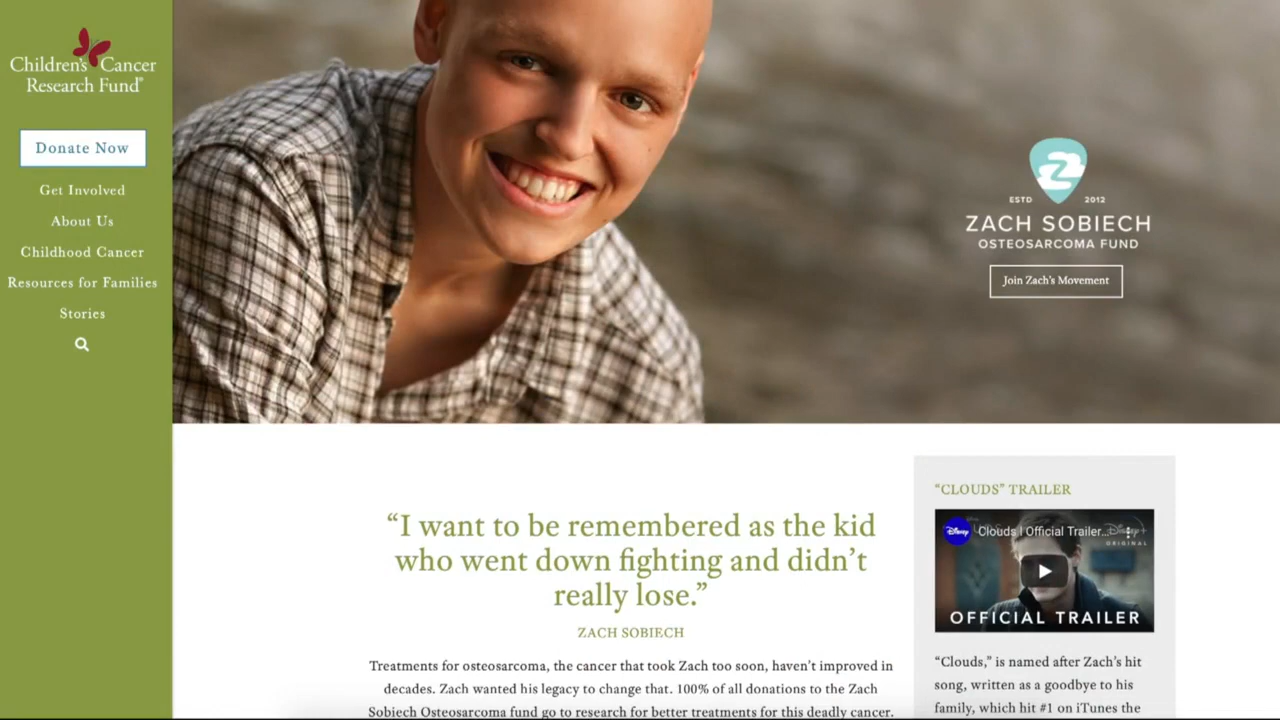 Children's Cancer
Research Fund®
Donate Now
Get Involved
About Us
Childhood Cancer
Resources for Families
Stories
ESTD 2012
ZACH SOBIECH
OSTEOSARCOMA FUND
Join Zach's Movement
“I want to be remembered as the kid
who went down fighting and didn’t
really lose.”
ZACH SOBIECH
Treatments for osteosarcoma, the cancer that took Zach too soon, haven’t improved in
decades. Zach wanted his legacy to change that. 100% of all donations to the Zach
Sobiech Osteosarcoma fund go to research for better treatments for this deadly cancer.
“CLOUDS” TRAILER
Disney
Clouds | Official Trailer...
Disney+
ORIGINAL
OFFICIAL TRAILER
“Clouds,” is named after Zach’s hit
song, written as a goodbye to his
family, which hit #1 on iTunes the